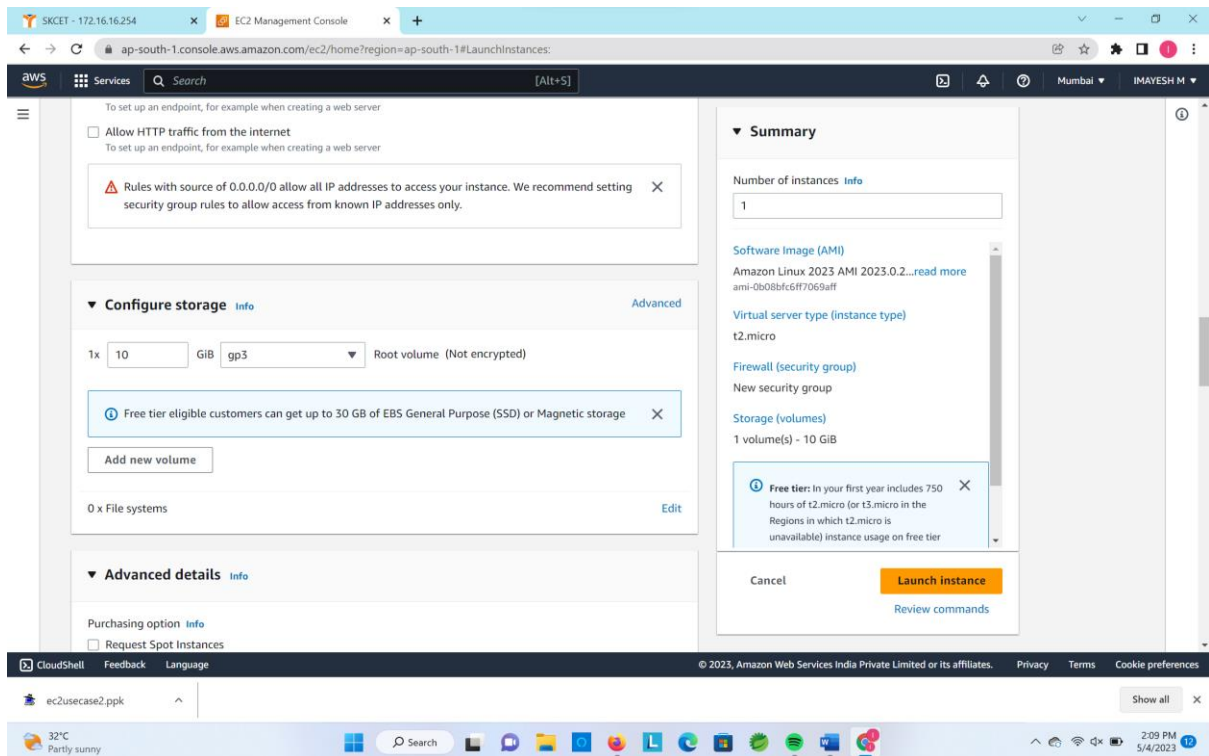 SKCET - 172.16.16.254
EC2 Management Console
ap-south-1.console.aws.amazon.com/ec2/home?region=ap-south-1#LaunchInstances:
aws
Services
Search
[Alt+S]
Mumbai
IMAYESH M
To set up an endpoint, for example when creating a web server
Allow HTTP traffic from the internet
To set up an endpoint, for example when creating a web server
Rules with source of 0.0.0.0/0 allow all IP addresses to access your instance. We recommend setting
security group rules to allow access from known IP addresses only.
Configure storage Info
Advanced
1x 10 GiB gp3 Root volume (Not encrypted)
Free tier eligible customers can get up to 30 GB of EBS General Purpose (SSD) or Magnetic storage
Add new volume
0 x File systems
Edit
Advanced details Info
Purchasing option Info
Request Spot Instances
Summary
Number of instances Info
1
Software Image (AMI)
Amazon Linux 2023 AMI 2023.0.2...read more
ami-0b08bfc6ff7069aff
Virtual server type (instance type)
t2.micro
Firewall (security group)
New security group
Storage (volumes)
1 volume(s) - 10 GiB
Free tier: In your first year includes 750
hours of t2.micro (or t3.micro in the
Regions in which t2.micro is
unavailable) instance usage on free tier
Cancel
Launch instance
Review commands
CloudShell
Feedback
Language
© 2023, Amazon Web Services India Private Limited or its affiliates.
Privacy
Terms
Cookie preferences
ec2usecase2.ppk
Show all
32°C
Partly sunny
Search
2:09 PM
5/4/2023
12